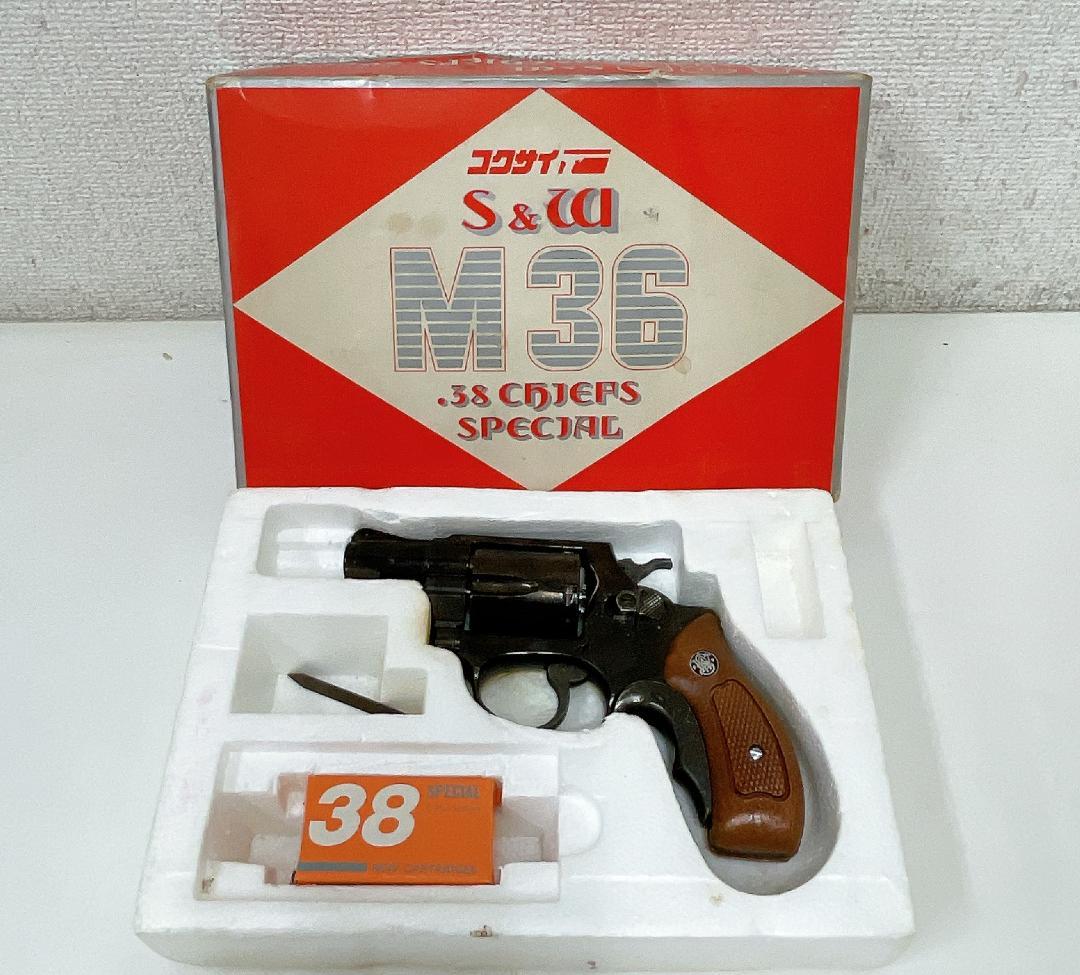 コクサイ
S & W
M36
.38 CHIEFS
SPECIAL
38 SPECIAL